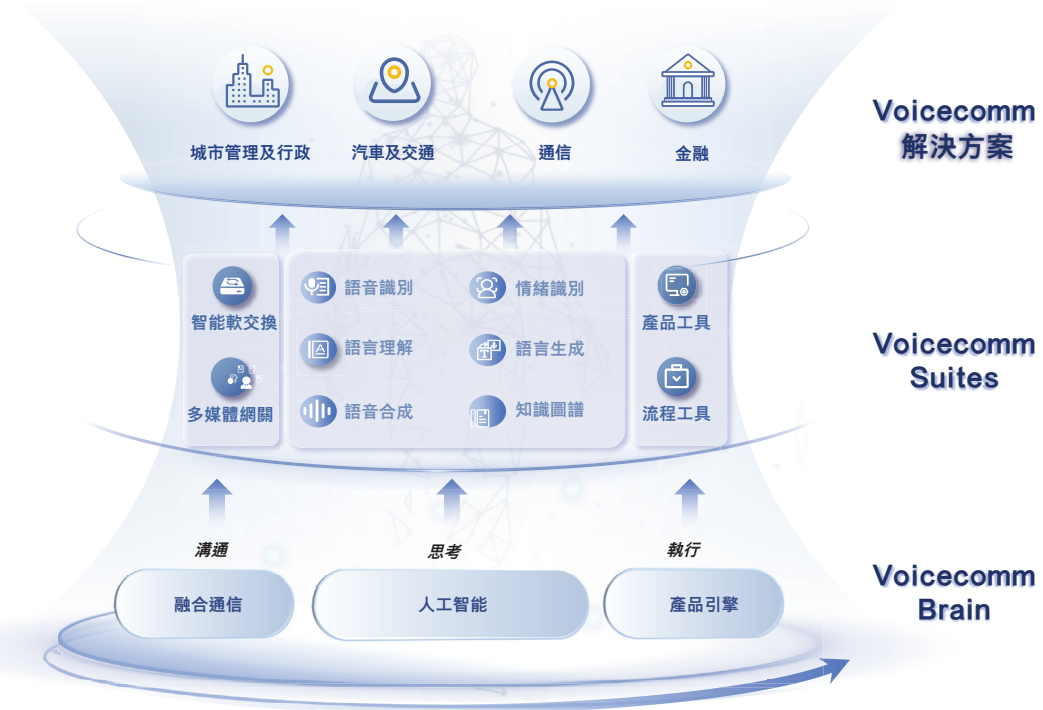 Voicecomm
解決方案
城市管理及行政
汽車及交通
通信
金融
Voicecomm
Suites
智能軟交換
多媒體網關
語音識別
情緒識別
語言理解
語言生成
語音合成
知識圖譜
產品工具
流程工具
Voicecomm
Brain
溝通
思考
執行
融合通信
人工智能
產品引擎